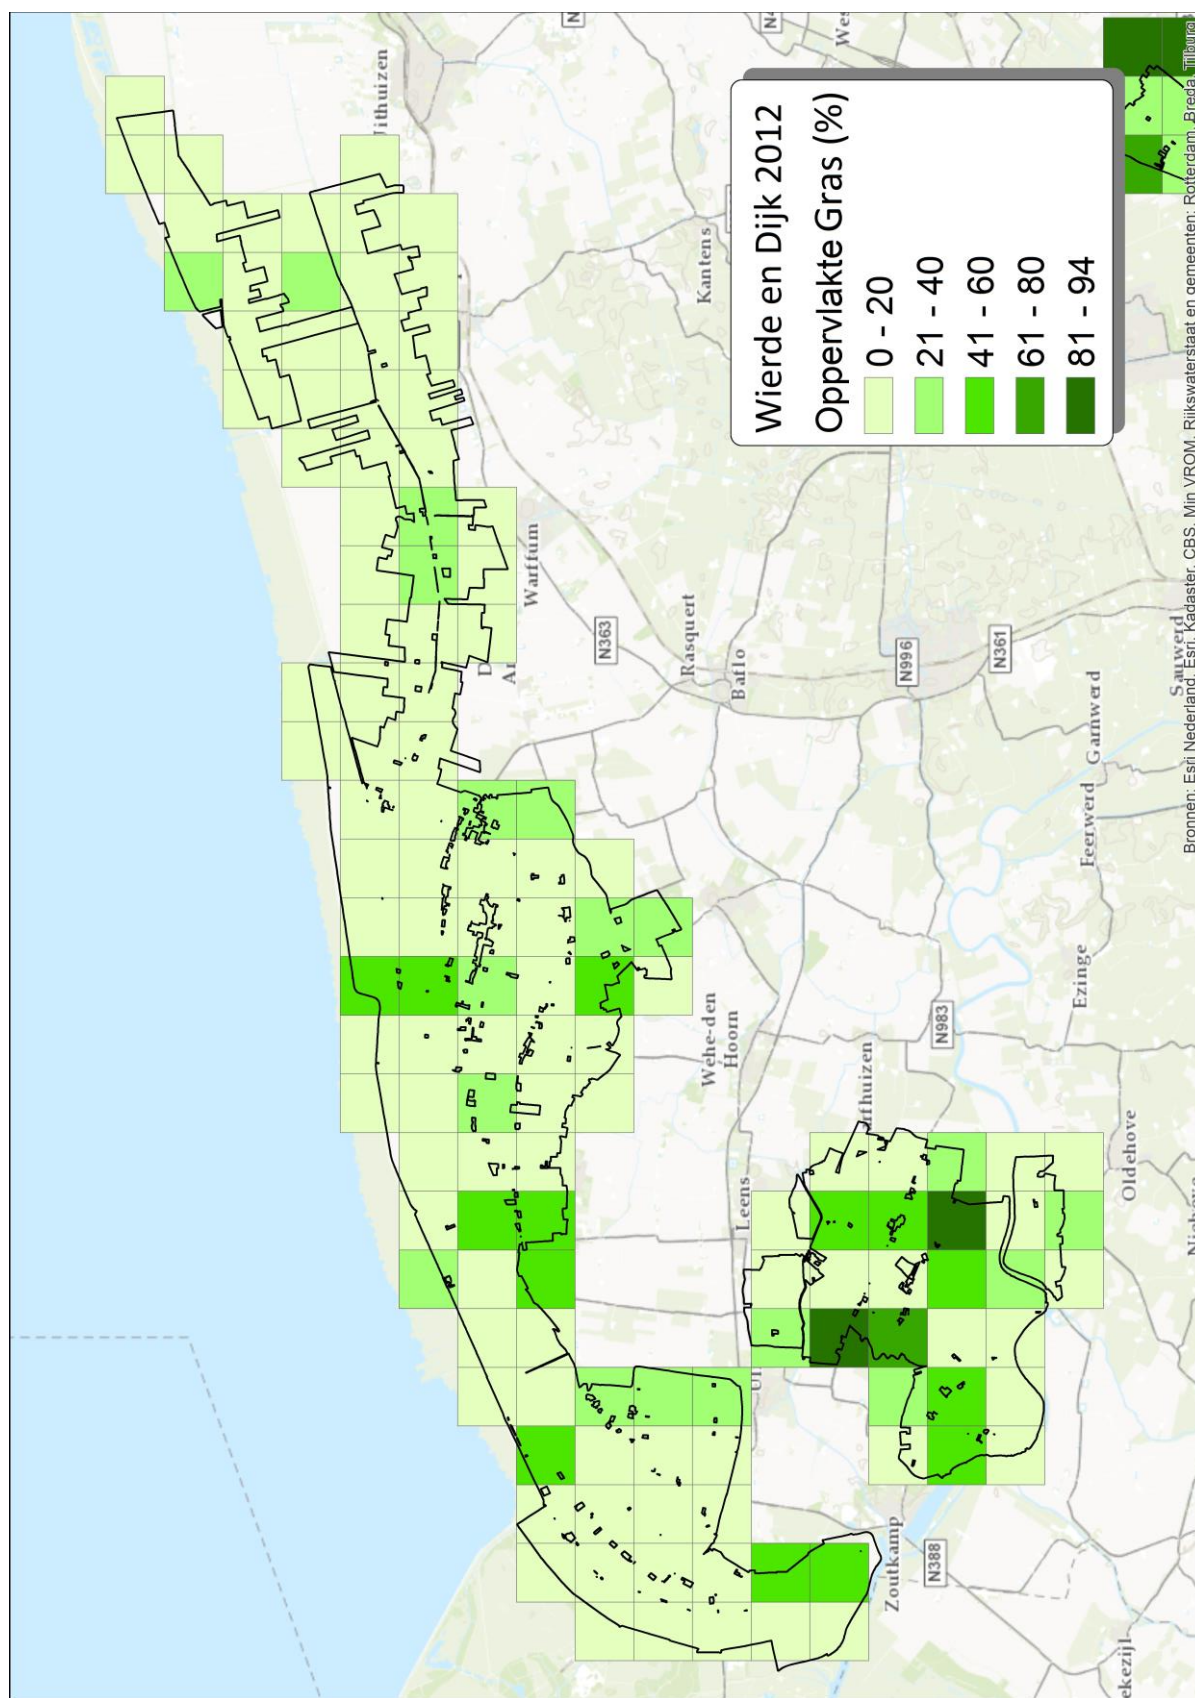 Wierde en Dijk 2012
Oppervlakte Gras (%)
0 - 20
21 - 40
41 - 60
61 - 80
81 - 94
Uithuizen
Kantens
Warffum
Rasquert
Baflo
N363
N996
N361
Sauwerd
Garnwerd
Feerwerd
Ezinge
Wehe-den
Hoorn
N983
Leens
Oldehove
Zoutkamp
N388
Bronnen: Esri Nederland, Esri, Kadaster, CBS, Min VROM, Rijkswaterstaat en gemeenten: Rotterdam, Breda, Tilburg